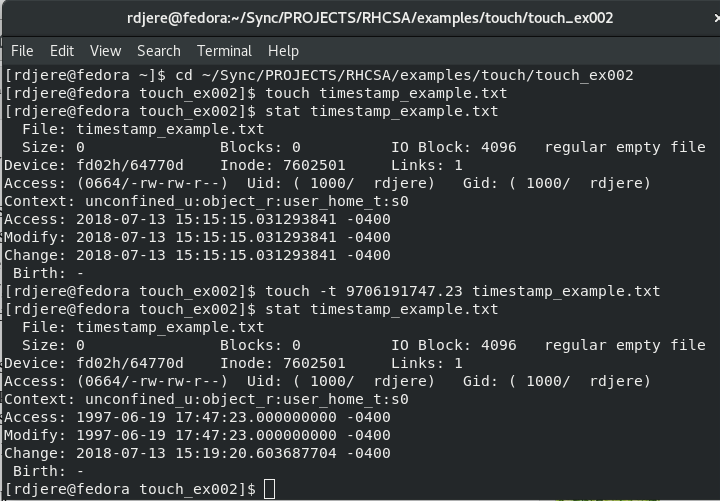 rdjere@fedora:~/Sync/PROJECTS/RHCSA/examples/touch/touch_ex002
File Edit View Search Terminal Help
[rdjere@fedora ~]$ cd ~/Sync/PROJECTS/RHCSA/examples/touch/touch_ex002
[rdjere@fedora touch_ex002]$ touch timestamp_example.txt
[rdjere@fedora touch_ex002]$ stat timestamp_example.txt
  File: timestamp_example.txt
  Size: 0               Blocks: 0          IO Block: 4096   regular empty file
Device: fd02h/64770d    Inode: 7602501     Links: 1
Access: (0664/-rw-rw-r--)  Uid: ( 1000/  rdjere)   Gid: ( 1000/  rdjere)
Context: unconfined_u:object_r:user_home_t:s0
Access: 2018-07-13 15:15:15.031293841 -0400
Modify: 2018-07-13 15:15:15.031293841 -0400
Change: 2018-07-13 15:15:15.031293841 -0400
 Birth: -
[rdjere@fedora touch_ex002]$ touch -t 9706191747.23 timestamp_example.txt
[rdjere@fedora touch_ex002]$ stat timestamp_example.txt
  File: timestamp_example.txt
  Size: 0               Blocks: 0          IO Block: 4096   regular empty file
Device: fd02h/64770d    Inode: 7602501     Links: 1
Access: (0664/-rw-rw-r--)  Uid: ( 1000/  rdjere)   Gid: ( 1000/  rdjere)
Context: unconfined_u:object_r:user_home_t:s0
Access: 1997-06-19 17:47:23.000000000 -0400
Modify: 1997-06-19 17:47:23.000000000 -0400
Change: 2018-07-13 15:19:20.603687704 -0400
 Birth: -
[rdjere@fedora touch_ex002]$